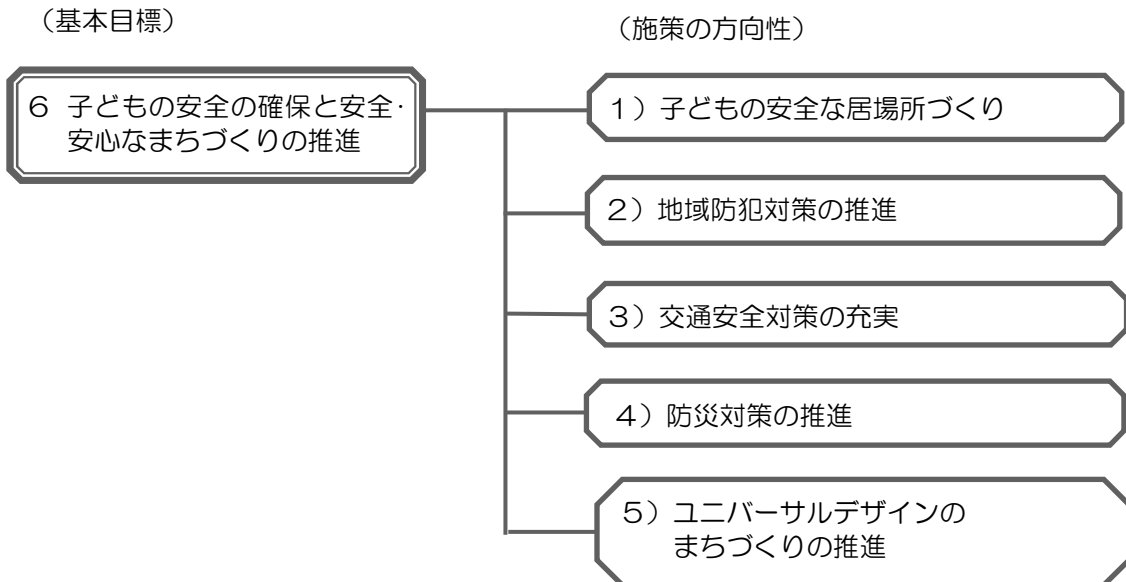 （基本目標）
（施策の方向性）
６ 子どもの安全の確保と安全・
安心なまちづくりの推進
１）子どもの安全な居場所づくり
２）地域防犯対策の推進
３）交通安全対策の充実
４）防災対策の推進
５）ユニバーサルデザインの
まちづくりの推進